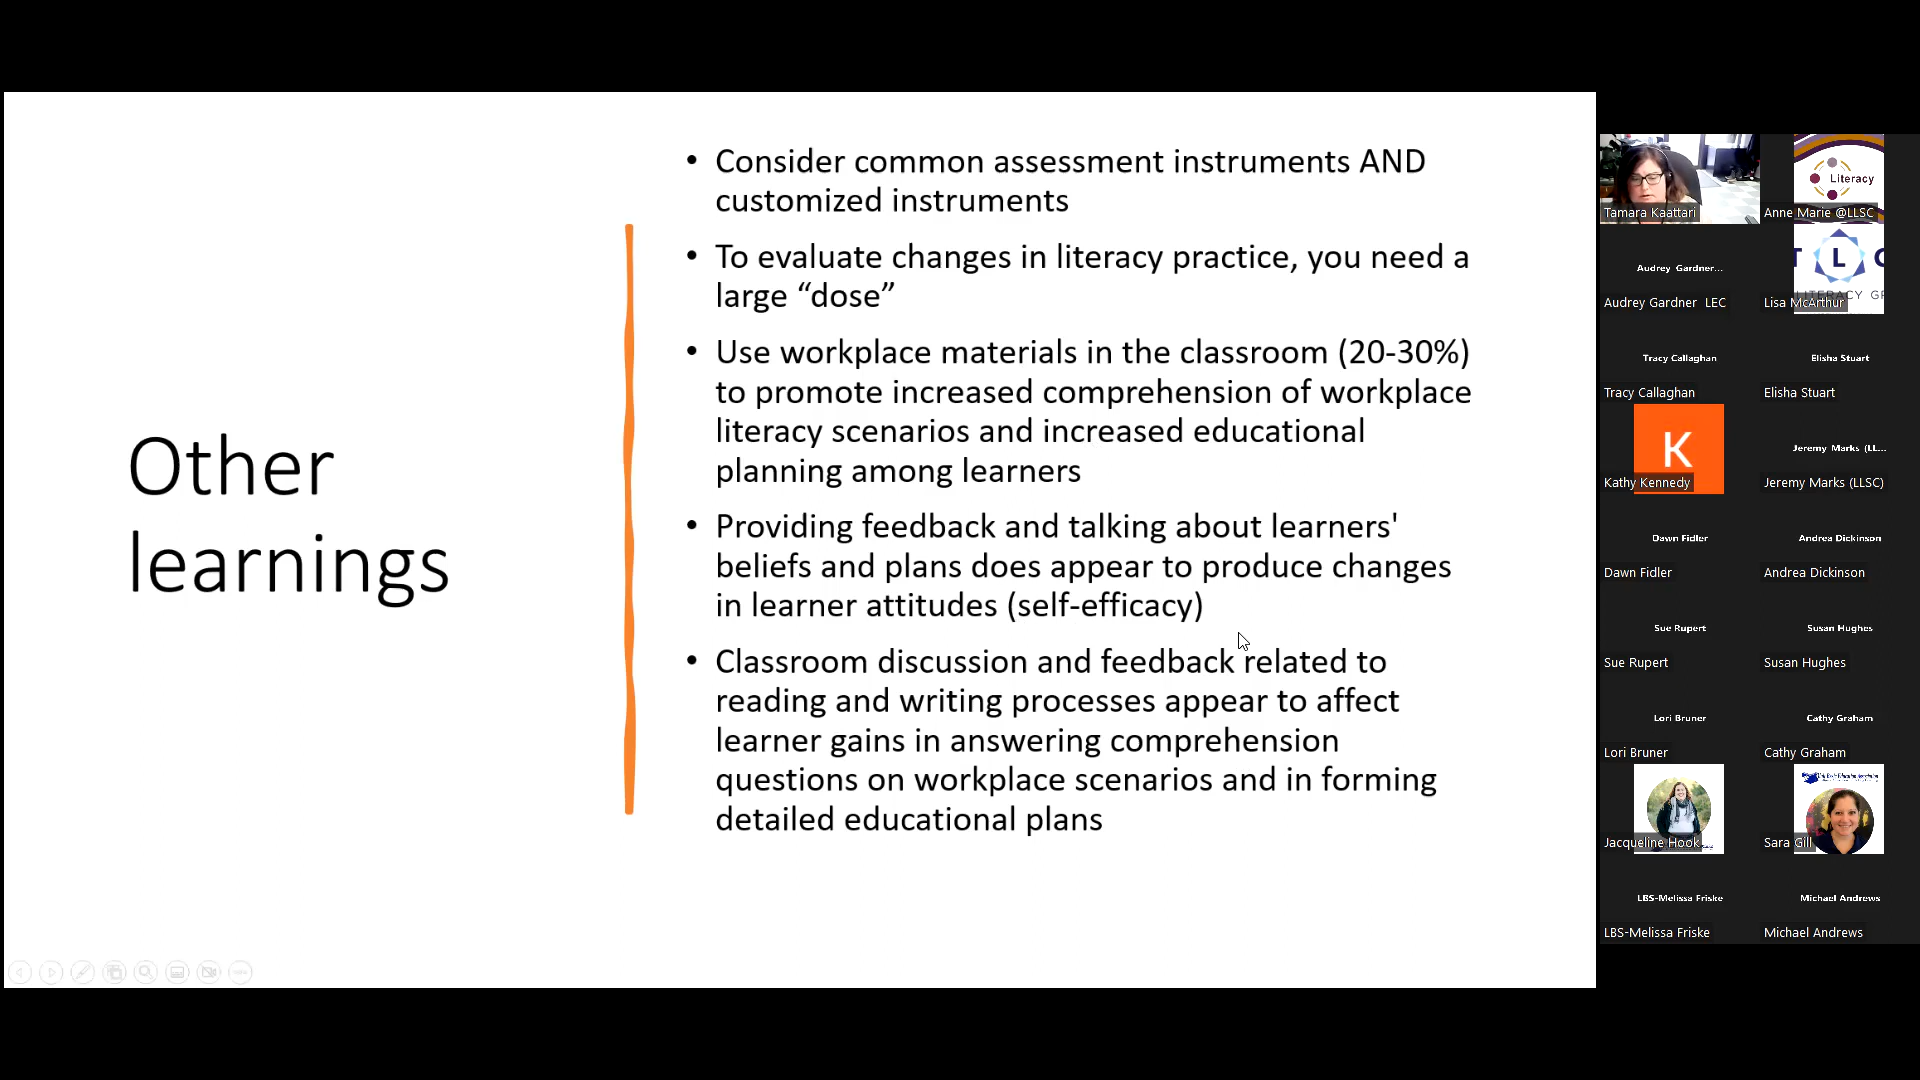 Other
learnings
• Consider common assessment instruments AND
customized instruments
• To evaluate changes in literacy practice, you need a
large “dose”
• Use workplace materials in the classroom (20-30%)
to promote increased comprehension of workplace
literacy scenarios and increased educational
planning among learners
• Providing feedback and talking about learners'
beliefs and plans does appear to produce changes
in learner attitudes (self-efficacy)
• Classroom discussion and feedback related to
reading and writing processes appear to affect
learner gains in answering comprehension
questions on workplace scenarios and in forming
detailed educational plans
Tamara Kaattari
Literacy
Anne Marie @LLSC
Audrey Gardner...
Audrey Gardner LEC
T L C
LITERACY GR
Lisa McArthur
Tracy Callaghan
Tracy Callaghan
Elisha Stuart
Elisha Stuart
K
Kathy Kennedy
Jeremy Marks (LL...
Jeremy Marks (LLSC)
Dawn Fidler
Dawn Fidler
Andrea Dickinson
Andrea Dickinson
Sue Rupert
Sue Rupert
Susan Hughes
Susan Hughes
Lori Bruner
Lori Bruner
Cathy Graham
Cathy Graham
Jacqueline Hook
Sara Gill
LBS-Melissa Friske
LBS-Melissa Friske
Michael Andrews
Michael Andrews